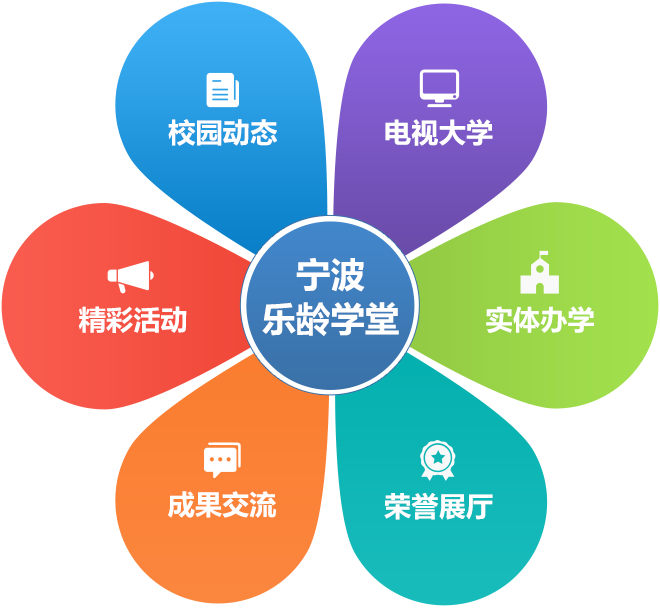 校园动态
电视大学
精彩活动
宁波
乐龄学堂
实体办学
成果交流
荣誉展厅